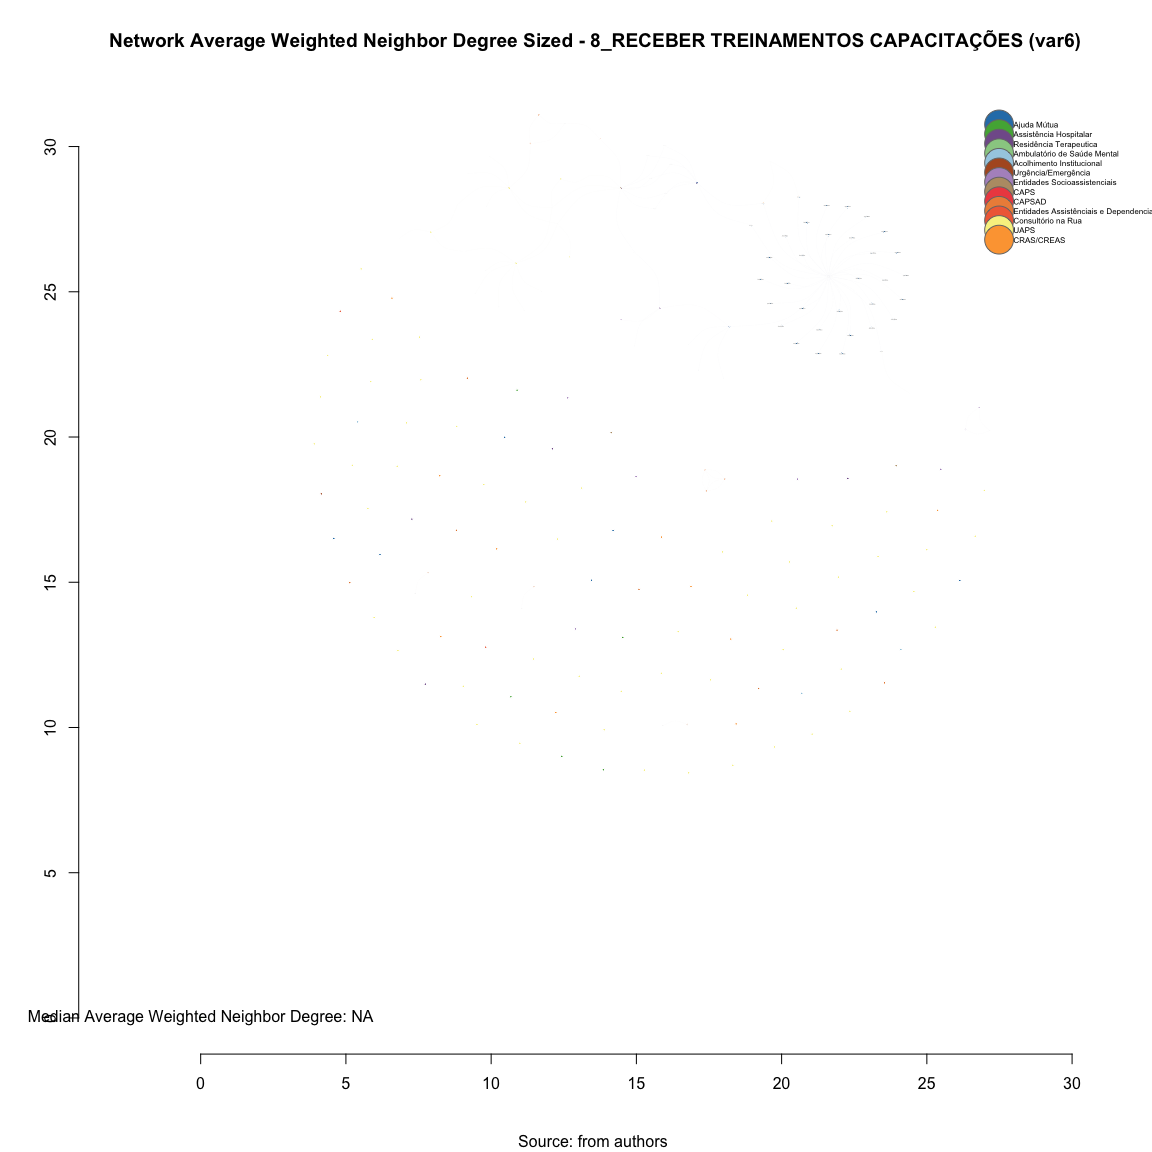 Network Average Weighted Neighbor Degree Sized - 8_RECEBER TREINAMENTOS CAPACITAÇÕES (var6)
Ajuda Mútua
Assistência Hospitalar
Residência Terapeutica
Ambulatório de Saúde Mental
Acolhimento Institucional
Urgência/Emergência
Entidades Socioassistenciais
CAPS
CAPSAD
Entidades Assistênciais e Dependencia
Consultório na Rua
UAPS
CRAS/CREAS
30
25
20
15
10
5
0
Median Average Weighted Neighbor Degree: NA
0 5 10 15 20 25 30
Source: from authors